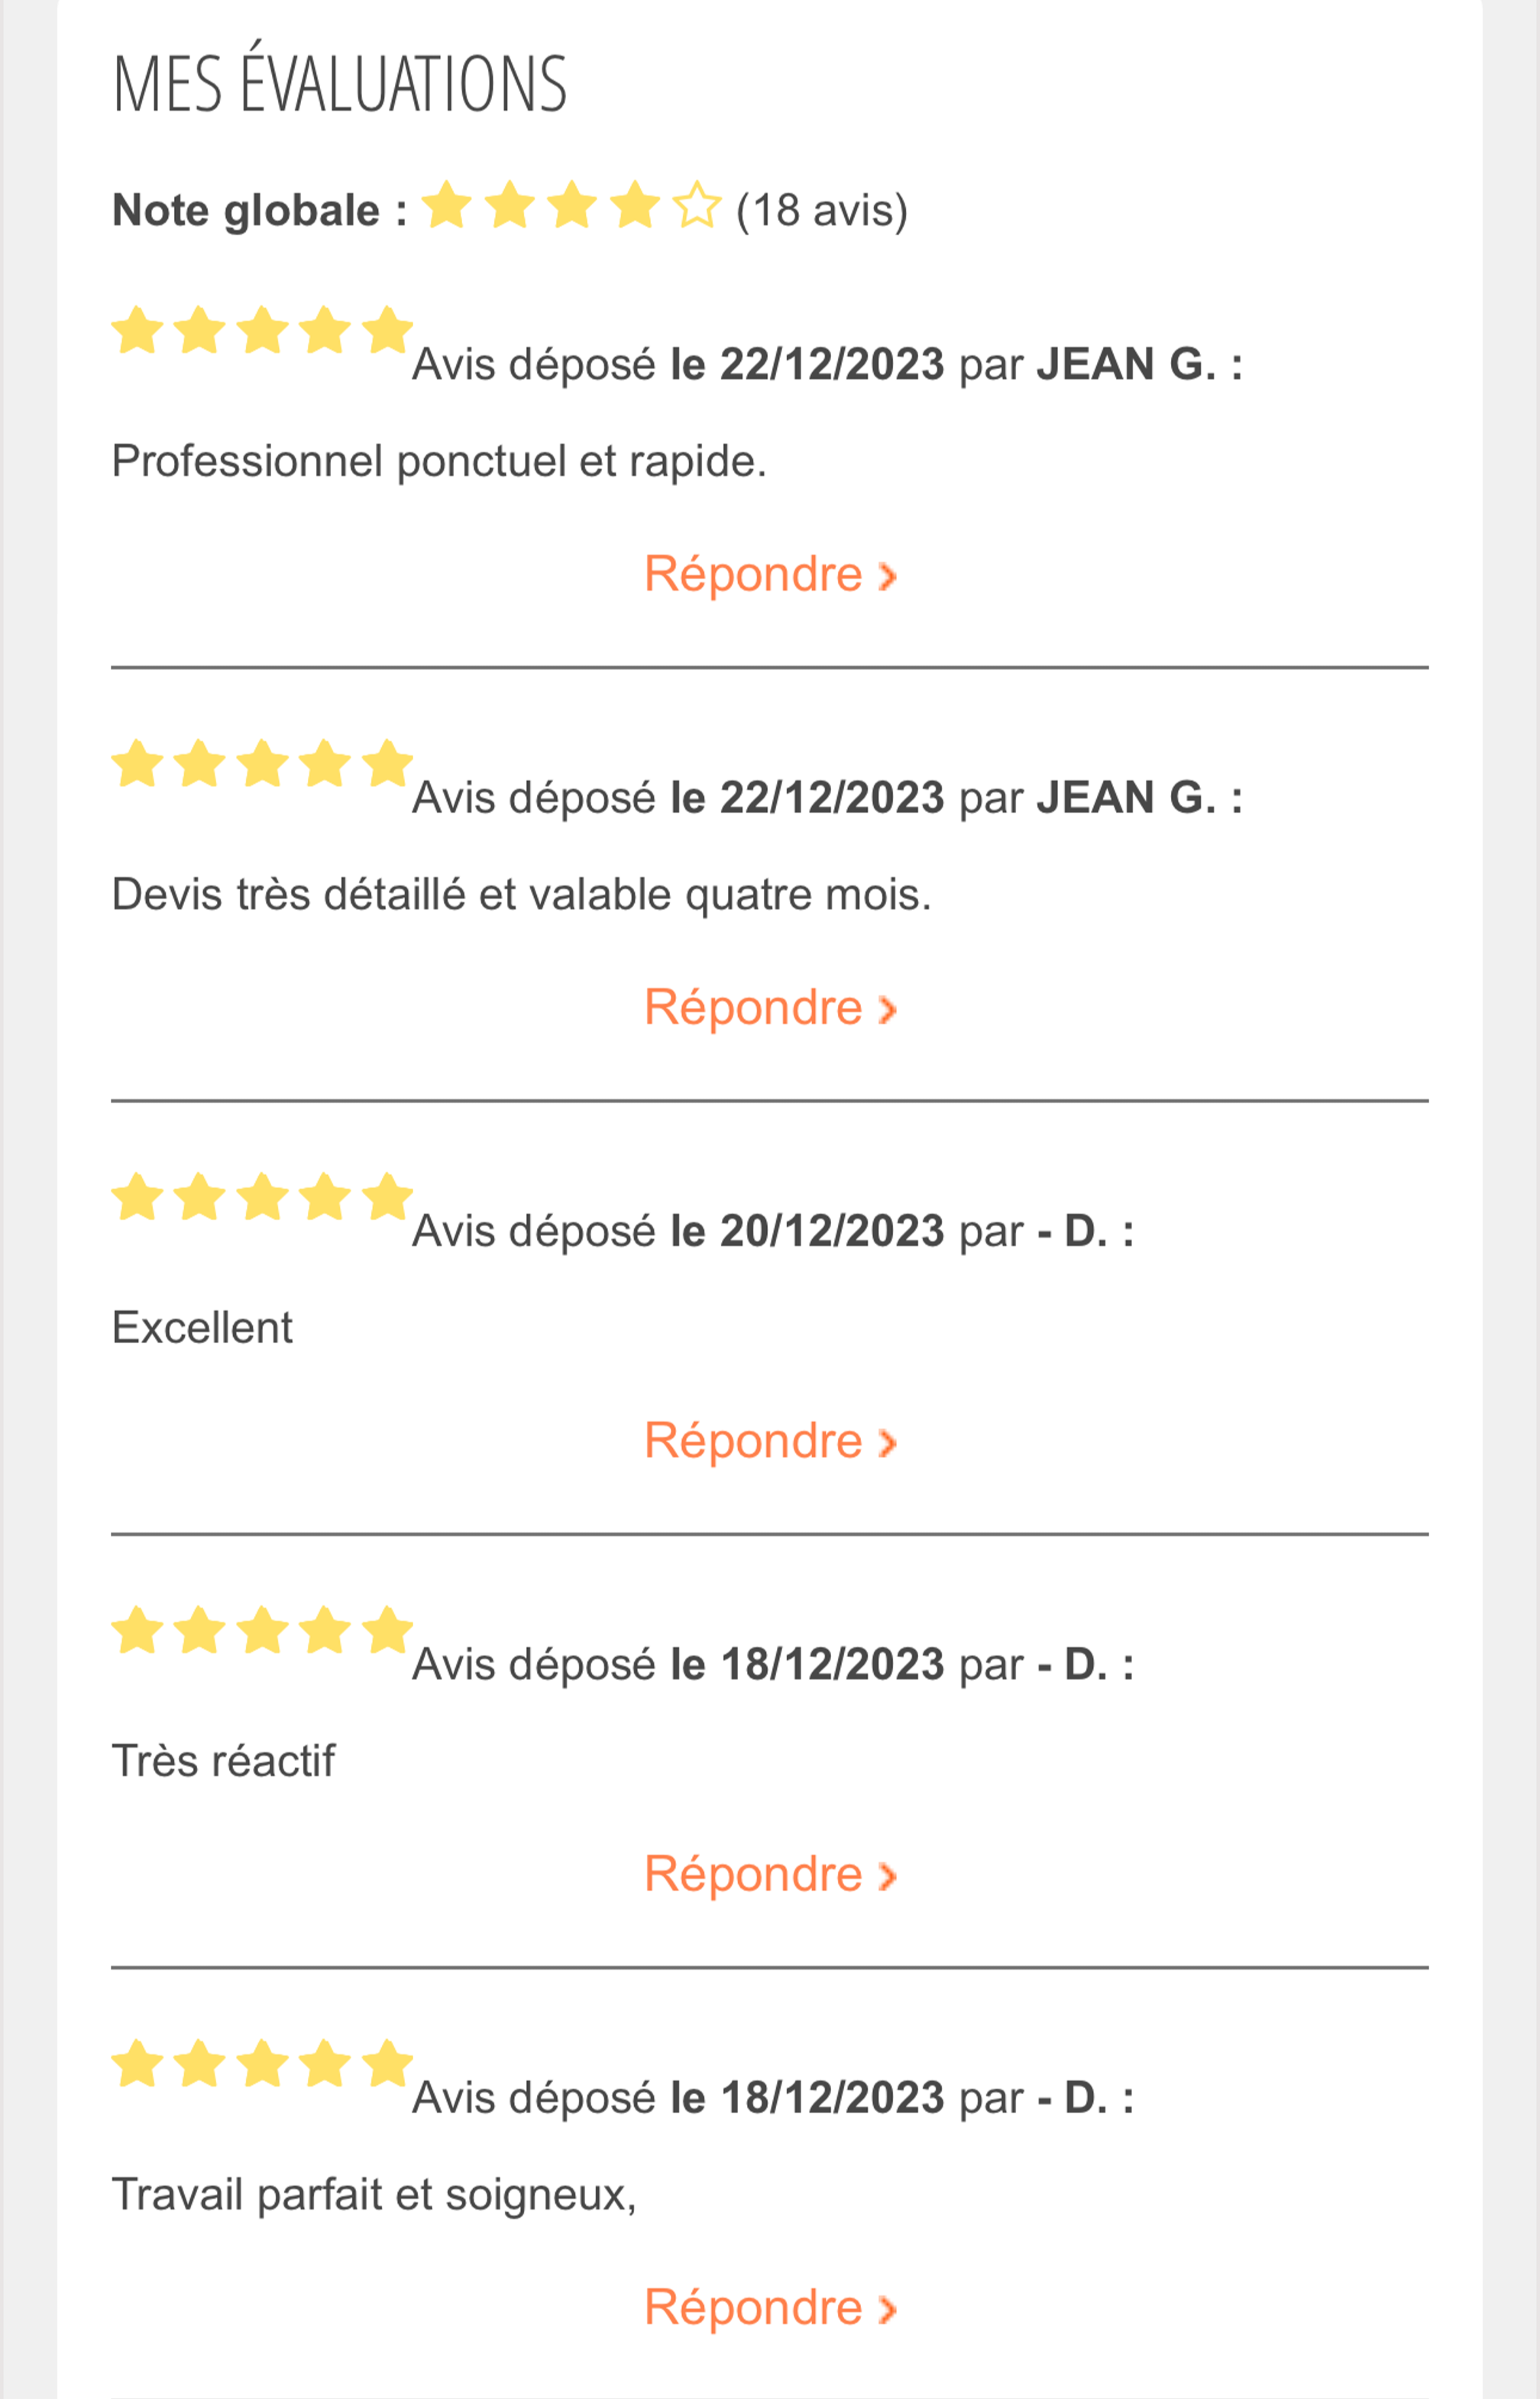 MES ÉVALUATIONS
Note globale : (18 avis)
Avis déposé le 22/12/2023 par JEAN G. :
Professionnel ponctuel et rapide.
Répondre
Avis déposé le 22/12/2023 par JEAN G. :
Devis très détaillé et valable quatre mois.
Répondre
Avis déposé le 20/12/2023 par - D. :
Excellent
Répondre
Avis déposé le 18/12/2023 par - D. :
Très réactif
Répondre
Avis déposé le 18/12/2023 par - D. :
Travail parfait et soigneux,
Répondre